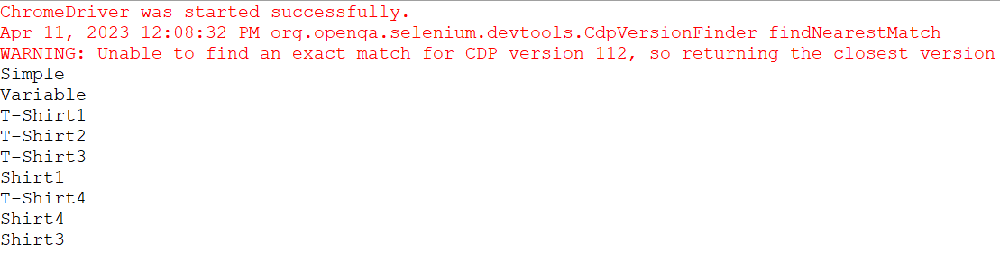 ChromeDriver was started successfully.
Apr 11, 2023 12:08:32 PM org.openqa.selenium.devtools.CdpVersionFinder findNearestMatch
WARNING: Unable to find an exact match for CDP version 112, so returning the closest version
Simple
Variable
T-Shirt1
T-Shirt2
T-Shirt3
Shirt1
T-Shirt4
Shirt4
Shirt3